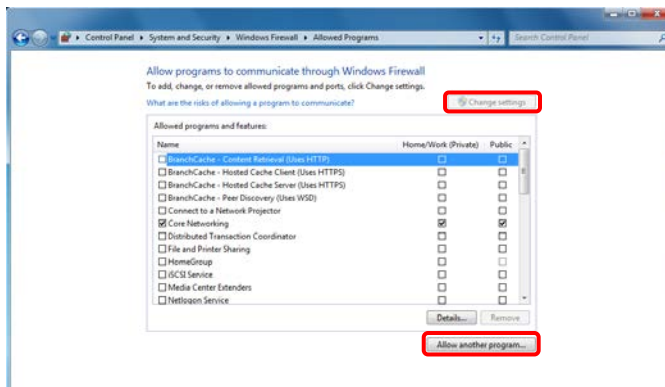 Control Panel ▸ System and Security ▸ Windows Firewall ▸ Allowed Programs
Search Control Panel
Allow programs to communicate through Windows Firewall
To add, change, or remove allowed programs and ports, click Change settings.
What are the risks of allowing a program to communicate?
Change settings
Allowed programs and features:
Name Home/Work (Private) Public
BranchCache - Content Retrieval (Uses HTTP)
BranchCache - Hosted Cache Client (Uses HTTPS)
BranchCache - Hosted Cache Server (Uses HTTPS)
BranchCache - Peer Discovery (Uses WSD)
Connect to a Network Projector
Core Networking
Distributed Transaction Coordinator
File and Printer Sharing
HomeGroup
iSCSI Service
Media Center Extenders
Netlogon Service
Details... Remove
Allow another program...